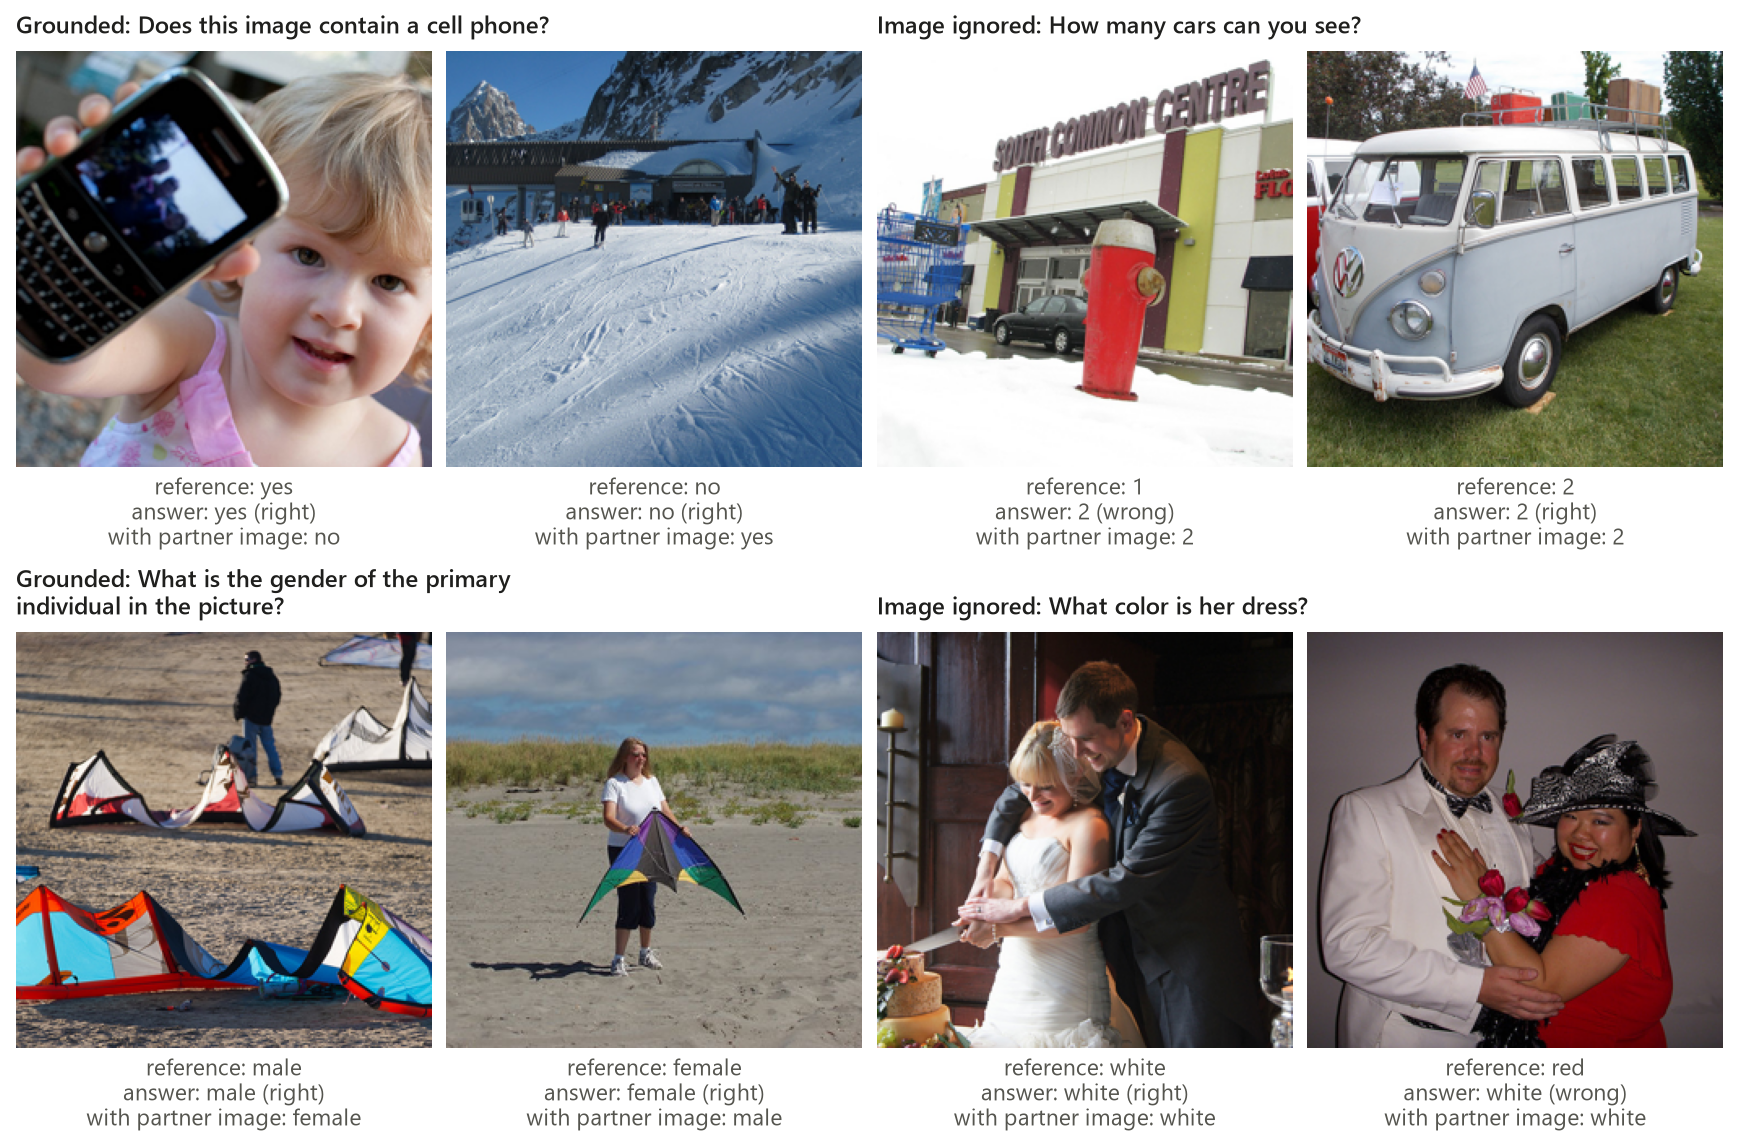 Grounded: Does this image contain a cell phone?
reference: yes
answer: yes (right)
with partner image: no
reference: no
answer: no (right)
with partner image: yes
Image ignored: How many cars can you see?
SOUTH COMMON CENTRE
FLO
reference: 1
answer: 2 (wrong)
with partner image: 2
reference: 2
answer: 2 (right)
with partner image: 2
Grounded: What is the gender of the primary
individual in the picture?
reference: male
answer: male (right)
with partner image: female
reference: female
answer: female (right)
with partner image: male
Image ignored: What color is her dress?
reference: white
answer: white (right)
with partner image: white
reference: red
answer: white (wrong)
with partner image: white